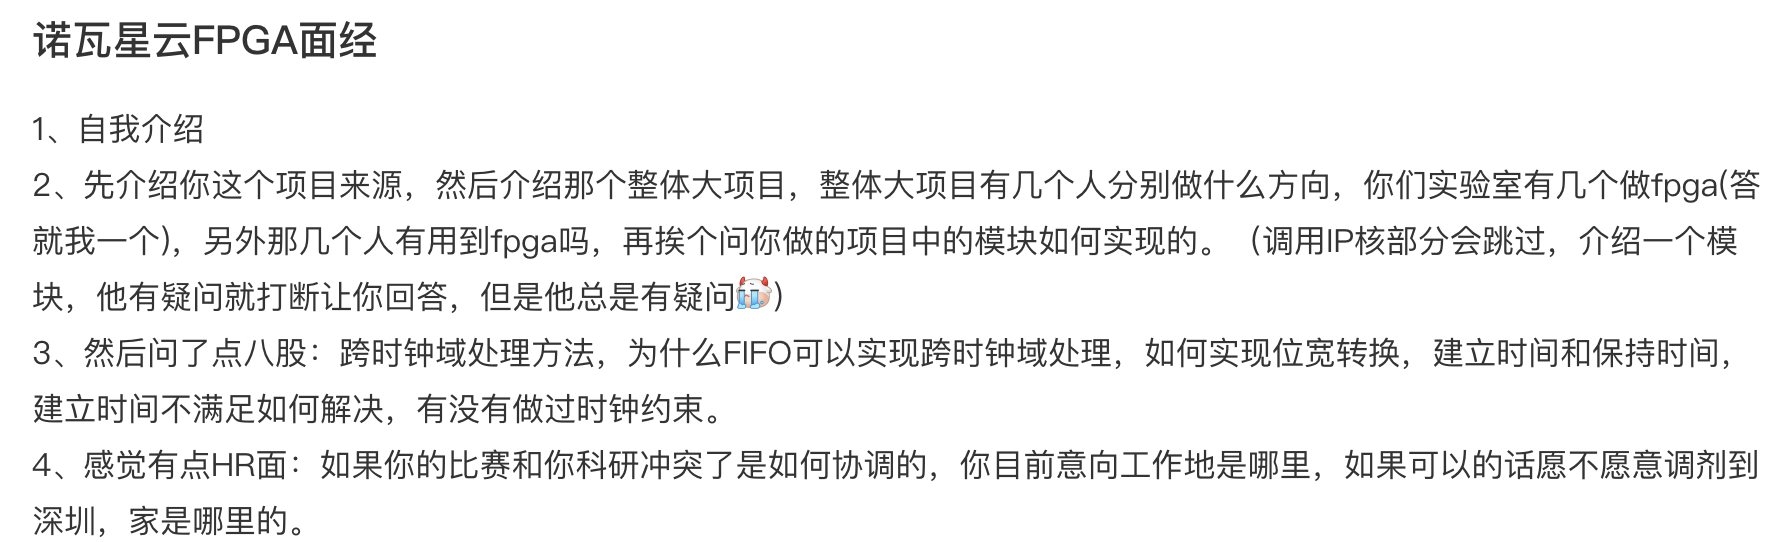 诺瓦星云FPGA面经
1、自我介绍
2、先介绍你这个项目来源，然后介绍那个整体大项目，整体大项目有几个人分别做什么方向，你们实验室有几个做fpga(答
就我一个)，另外那几个人有用到fpga吗，再挨个问你做的项目中的模块如何实现的。（调用IP核部分会跳过，介绍一个模
块，他有疑问就打断让你回答，但是他总是有疑问）
3、然后问了点八股：跨时钟域处理方法，为什么FIFO可以实现跨时钟域处理，如何实现位宽转换，建立时间和保持时间，
建立时间不满足如何解决，有没有做过时钟约束。
4、感觉有点HR面：如果你的比赛和你科研冲突了是如何协调的，你目前意向工作地是哪里，如果可以的话愿不愿意调剂到
深圳，家是哪里的。